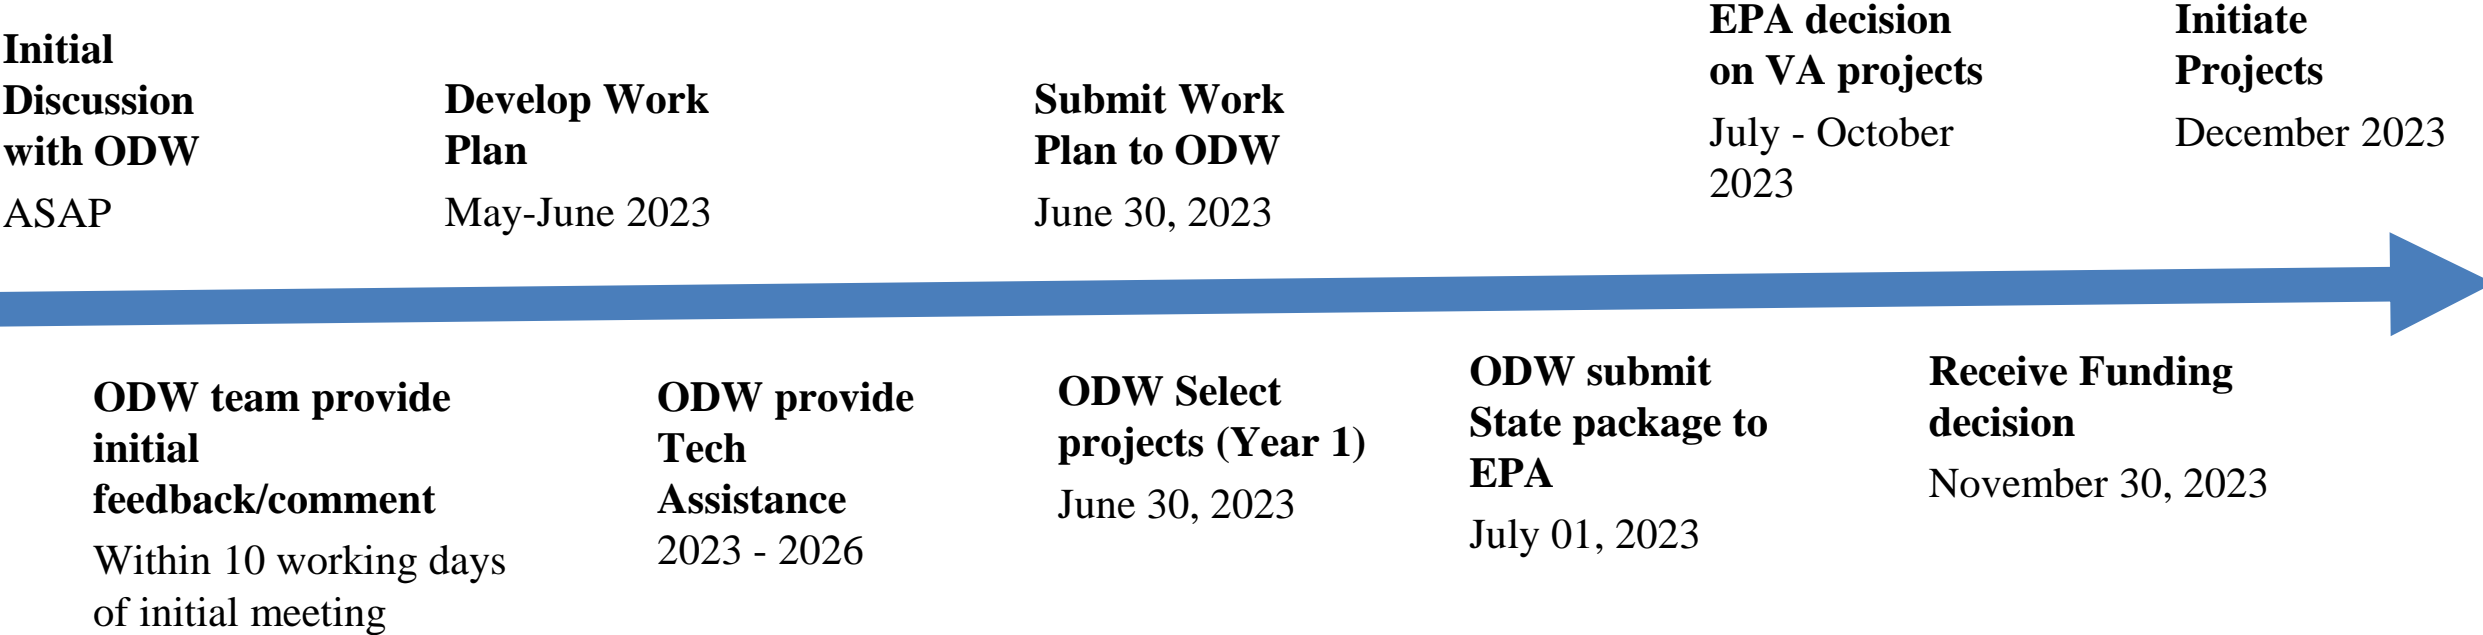 Initial
Discussion
with ODW
ASAP
Develop Work
Plan
May-June 2023
Submit Work
Plan to ODW
June 30, 2023
EPA decision
on VA projects
July - October
2023
Initiate
Projects
December 2023
ODW team provide
initial
feedback/comment
Within 10 working days
of initial meeting
ODW provide
Tech
Assistance
2023 - 2026
ODW Select
projects (Year 1)
June 30, 2023
ODW submit
State package to
EPA
July 01, 2023
Receive Funding
decision
November 30, 2023